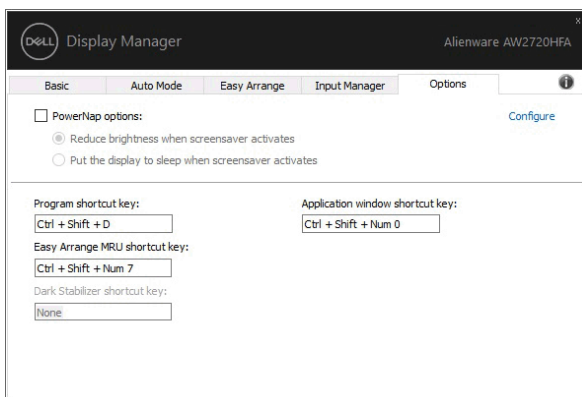 DELL Display Manager
Alienware AW2720HFA
x
Basic
Auto Mode
Easy Arrange
Input Manager
Options
i
PowerNap options:
Configure
Reduce brightness when screensaver activates
Put the display to sleep when screensaver activates
Program shortcut key:
Application window shortcut key:
Ctrl + Shift + D
Ctrl + Shift + Num 0
Easy Arrange MRU shortcut key:
Ctrl + Shift + Num 7
Dark Stabilizer shortcut key:
None